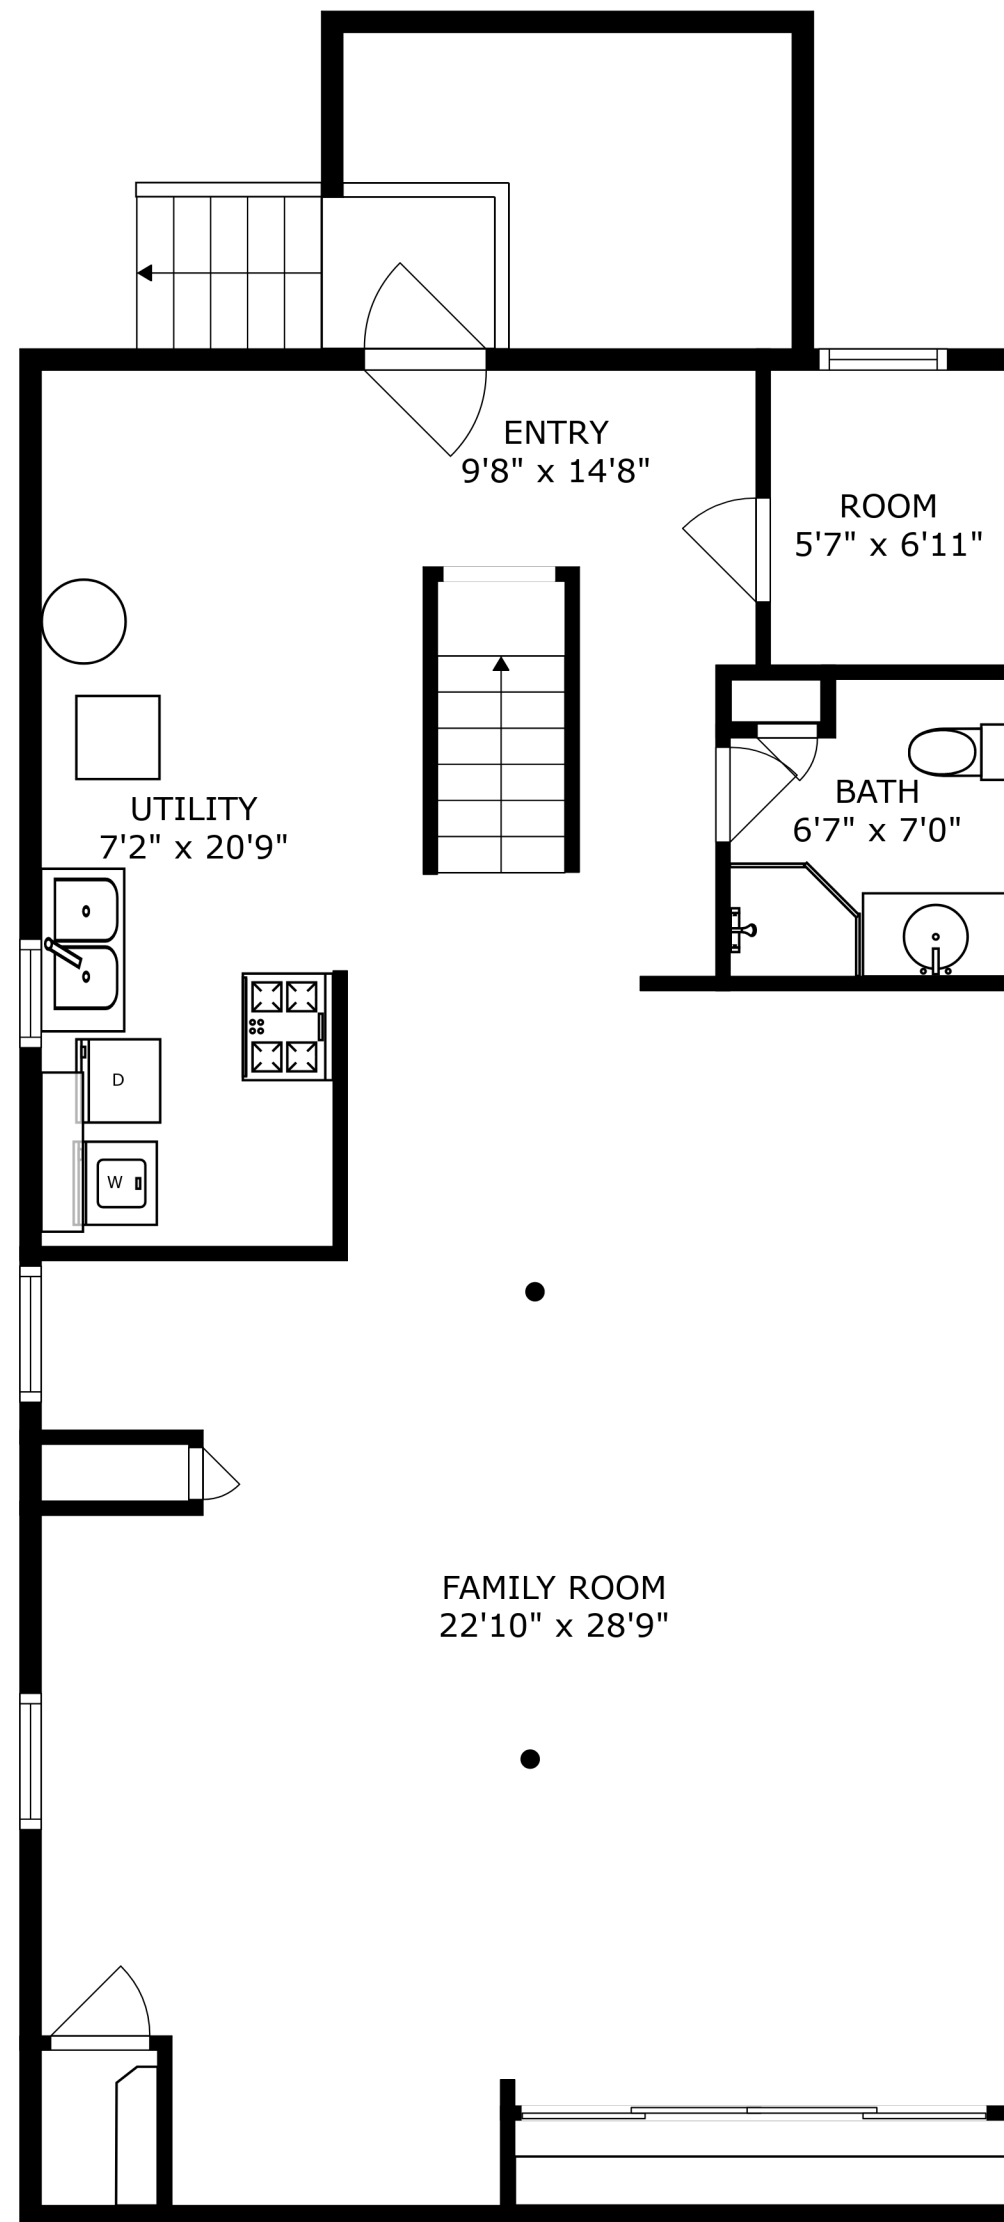 ENTRY
9'8" x 14'8"
ROOM
5'7" x 6'11"
UTILITY
7'2" x 20'9"
BATH
6'7" x 7'0"
D
W
FAMILY ROOM
22'10" x 28'9"